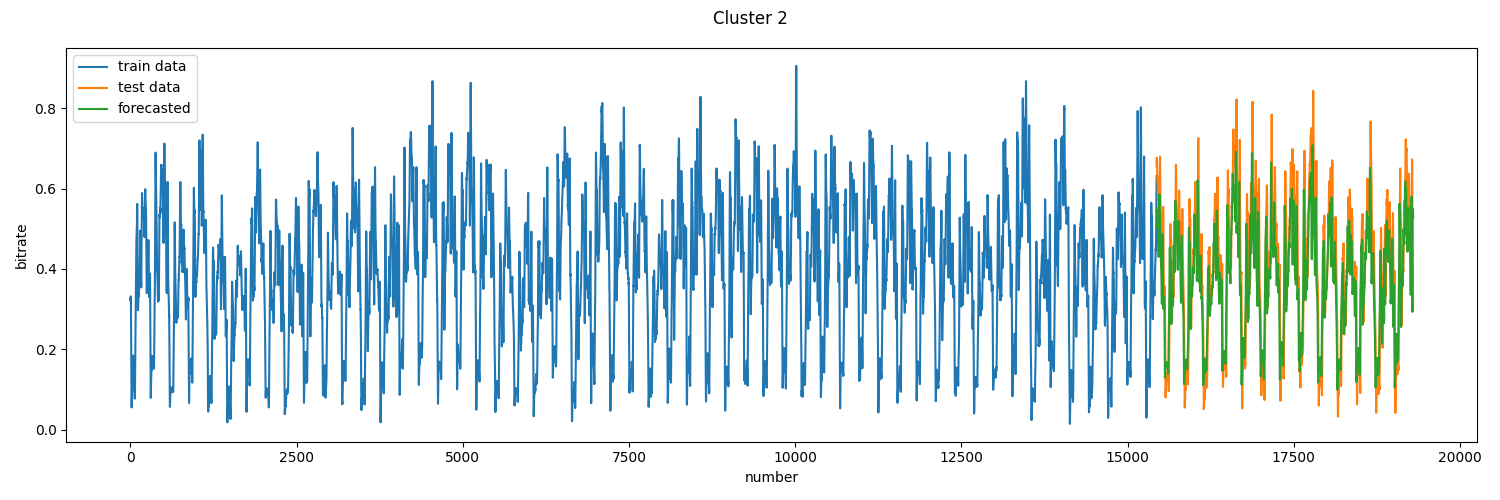 Cluster 2
train data
test data
forecasted
bitrate
0.8
0.6
0.4
0.2
0.0
0 2500 5000 7500 10000 12500 15000 17500 20000
number